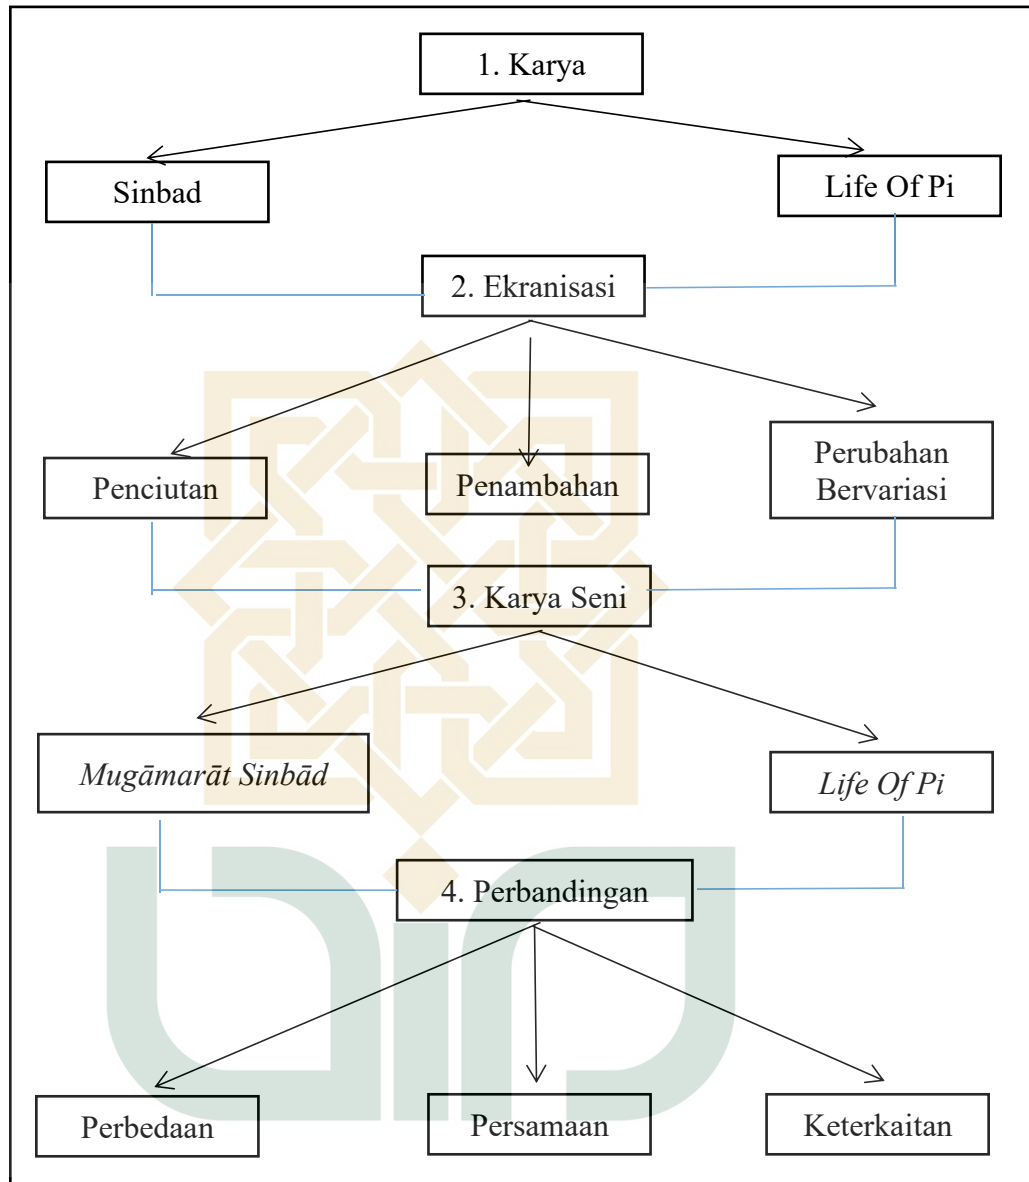 1. Karya
Sinbad
Life Of Pi
2. Ekranisasi
Penciutan
Penambahan
Perubahan
Bervariasi
3. Karya Seni
Mugāmarāt Sinbād
Life Of Pi
4. Perbandingan
Perbedaan
Persamaan
Keterkaitan